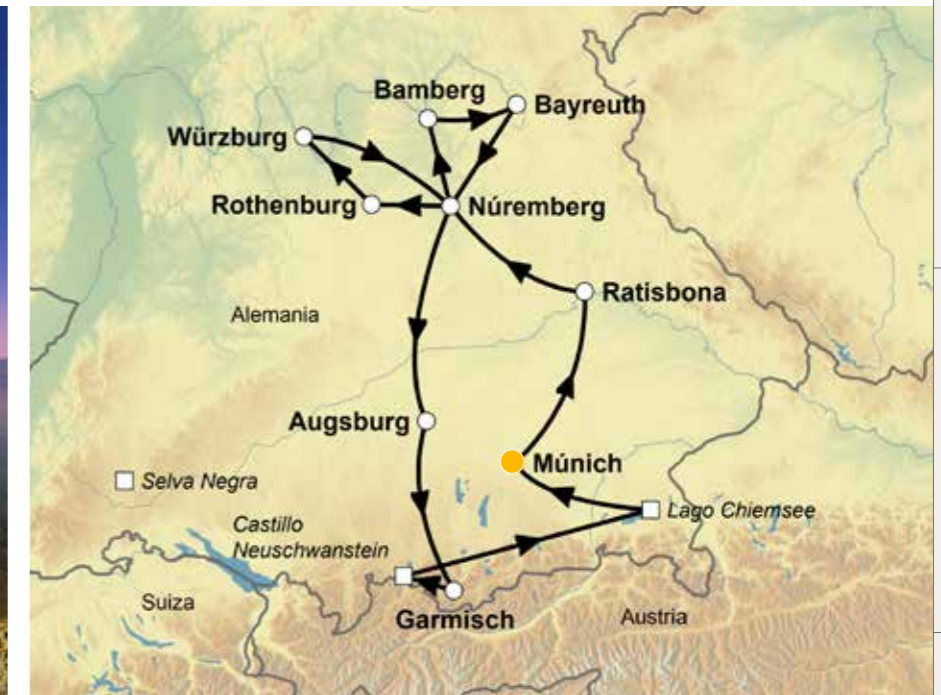 Bamberg
Bayreuth
Würzburg
Rothenburg
Núremberg
Ratisbona
Alemania
Augsburg
Múnich
Selva Negra
Lago Chiemsee
Castillo
Neuschwanstein
Suiza
Garmisch
Austria